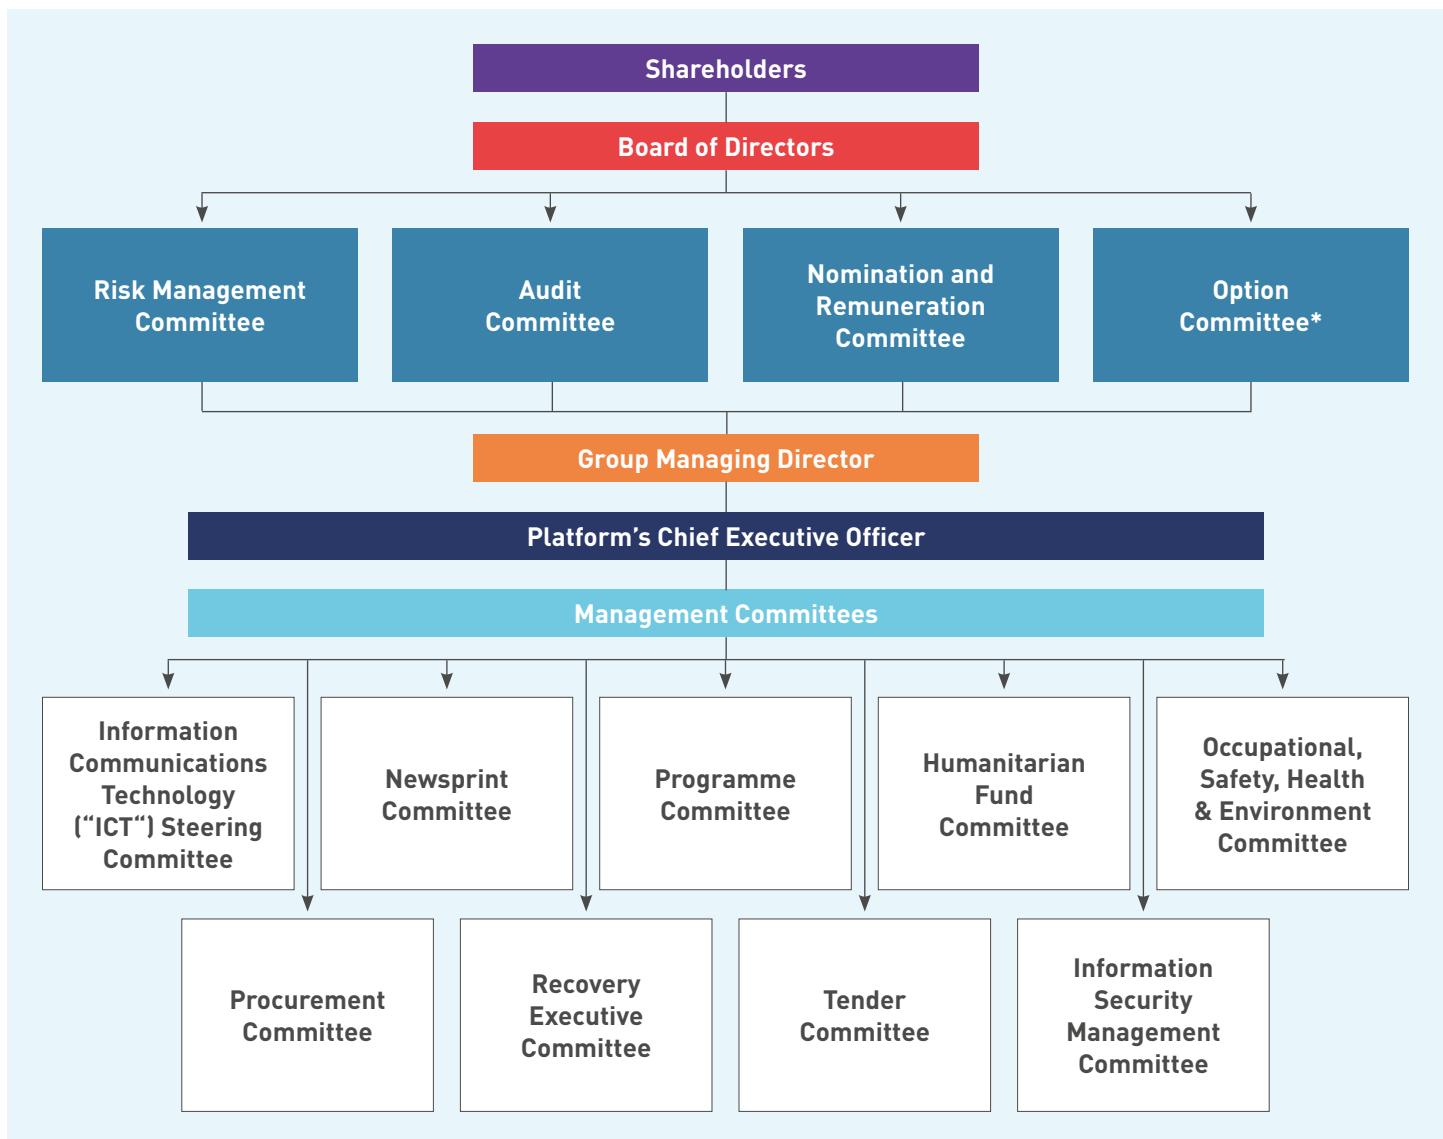 Shareholders
Board of Directors
Risk Management
Committee
Audit
Committee
Nomination and
Remuneration
Committee
Option
Committee*
Group Managing Director
Platform’s Chief Executive Officer
Management Committees
Information
Communications
Technology
(“ICT“) Steering
Committee
Newsprint
Committee
Programme
Committee
Humanitarian
Fund
Committee
Occupational,
Safety, Health
& Environment
Committee
Procurement
Committee
Recovery
Executive
Committee
Tender
Committee
Information
Security
Management
Committee